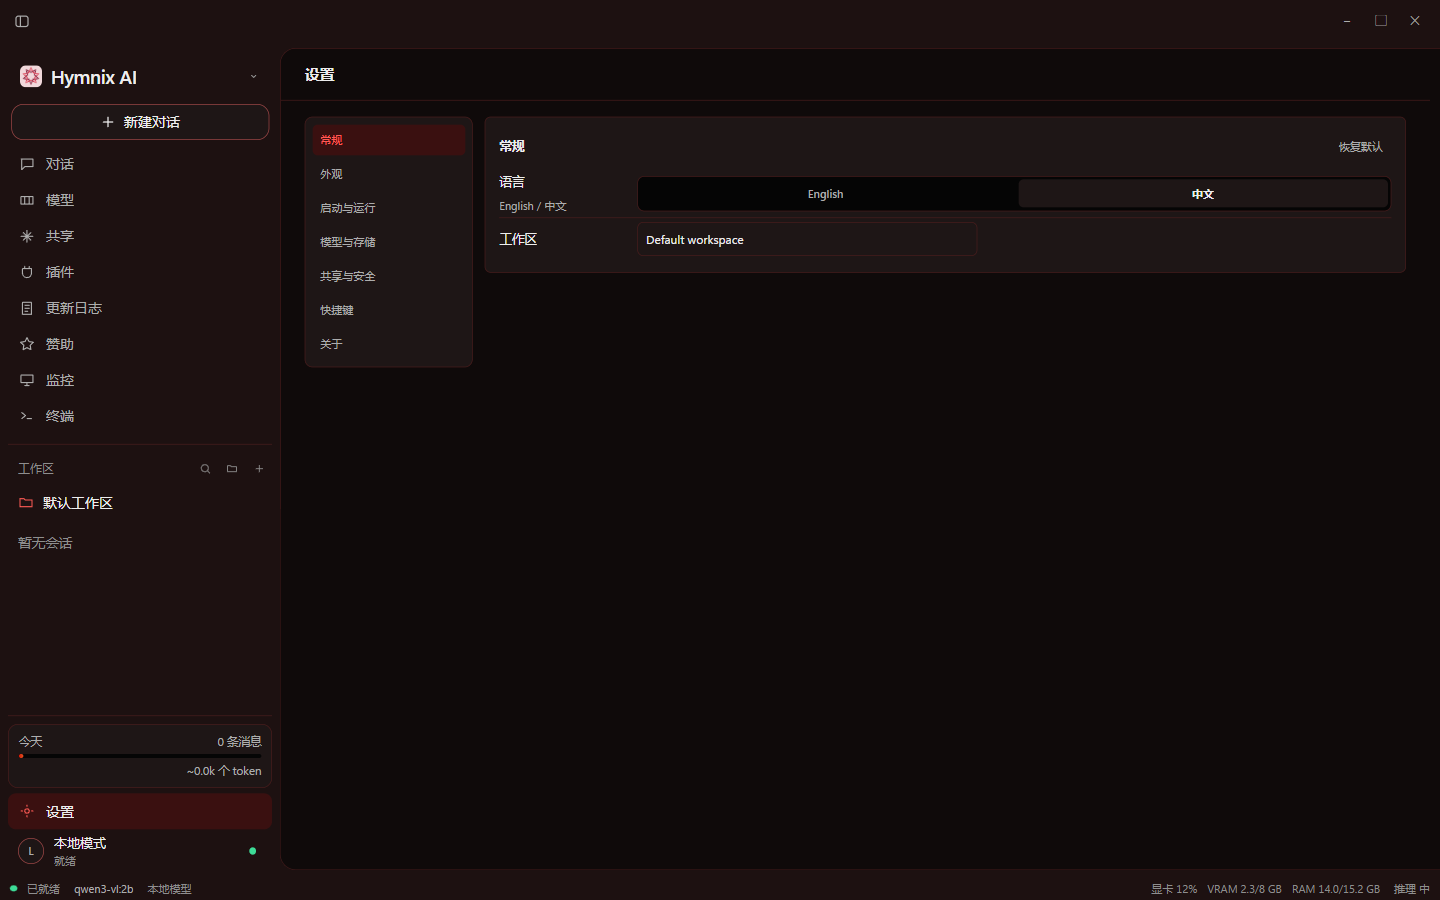 Hymnix AI
新建对话
对话
模型
共享
插件
更新日志
赞助
监控
终端
工作区
默认工作区
暂无会话
今天 0 条消息
~0.0k 个 token
设置
L 本地模式
就绪
设置
常规
外观
启动与运行
模型与存储
共享与安全
快捷键
关于
常规 恢复默认
语言
English / 中文
English 中文
工作区 Default workspace
已就绪 qwen3-vl:2b 本地模型 显卡 12% VRAM 2.3/8 GB RAM 14.0/15.2 GB 推理 中